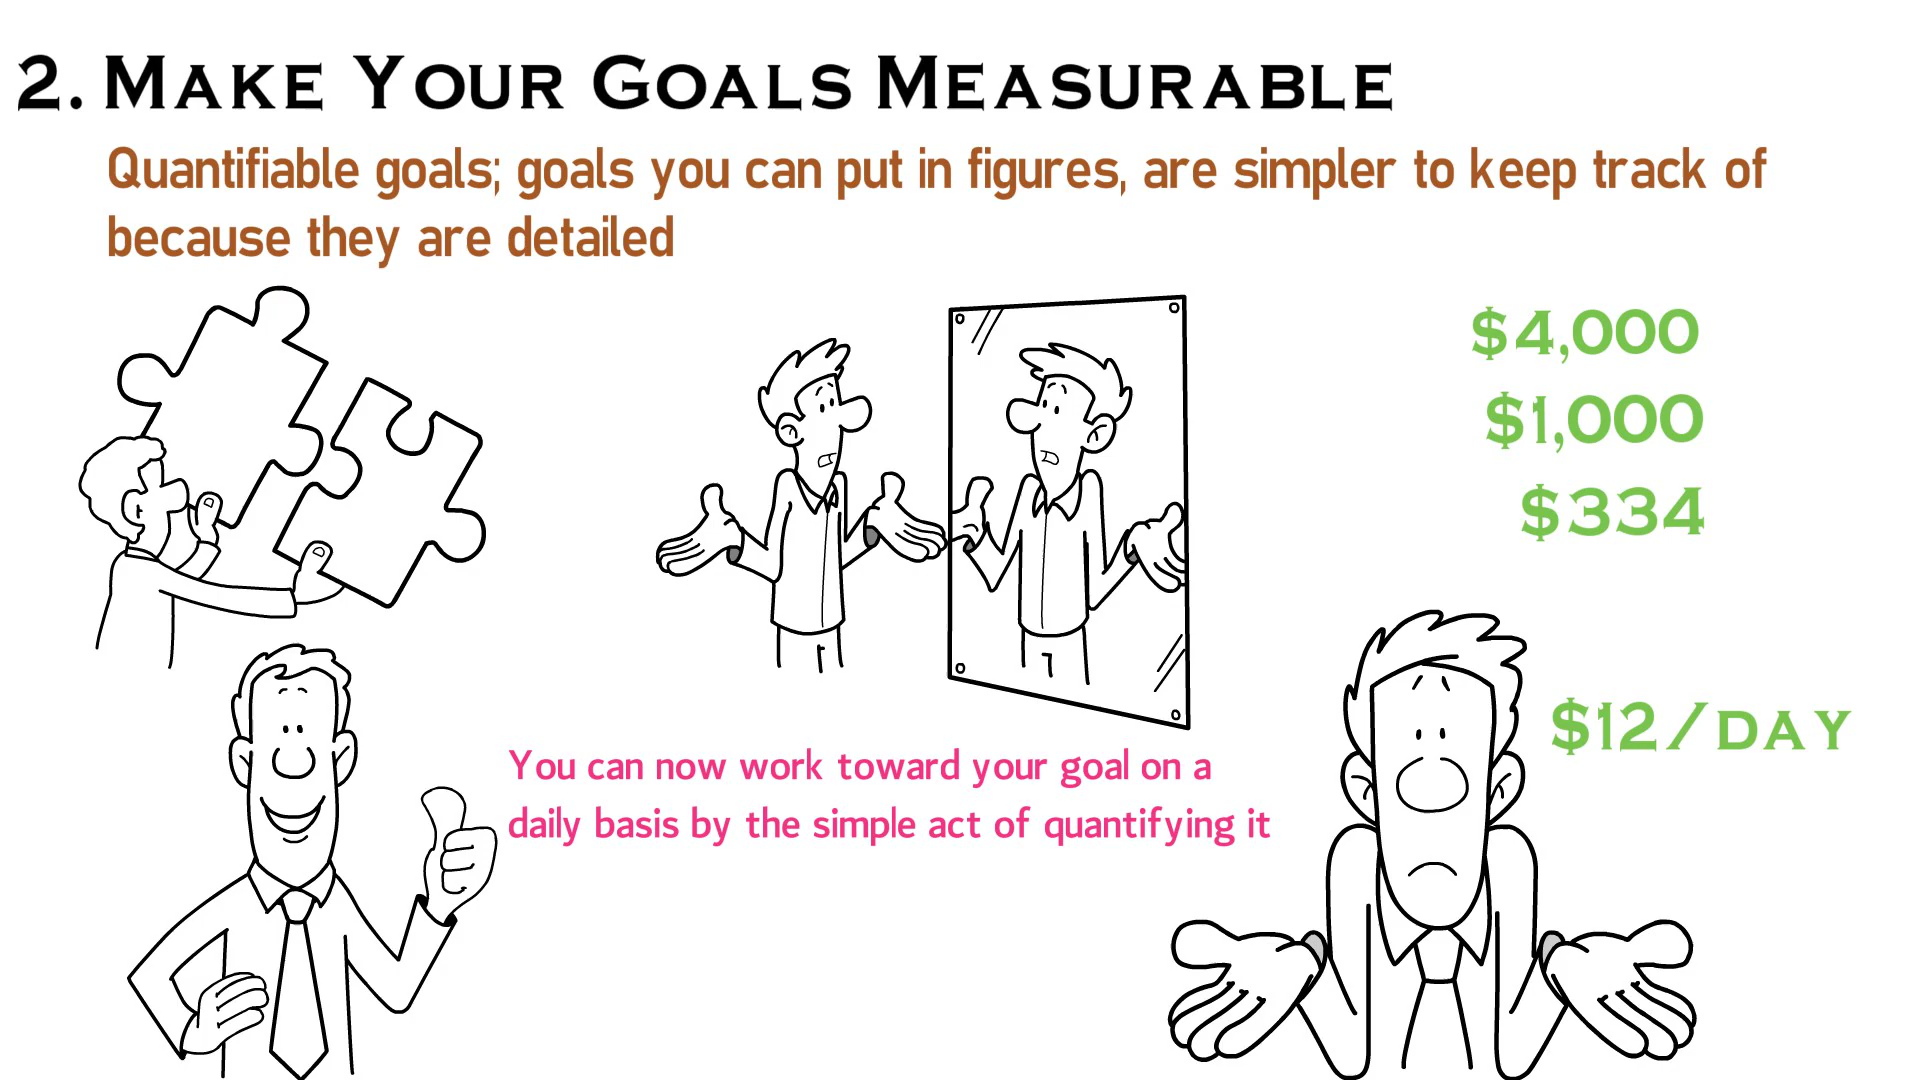 2. Make Your Goals Measurable
Quantifiable goals; goals you can put in figures, are simpler to keep track of
because they are detailed
$4,000
$1,000
$334
$12/day
You can now work toward your goal on a
daily basis by the simple act of quantifying it